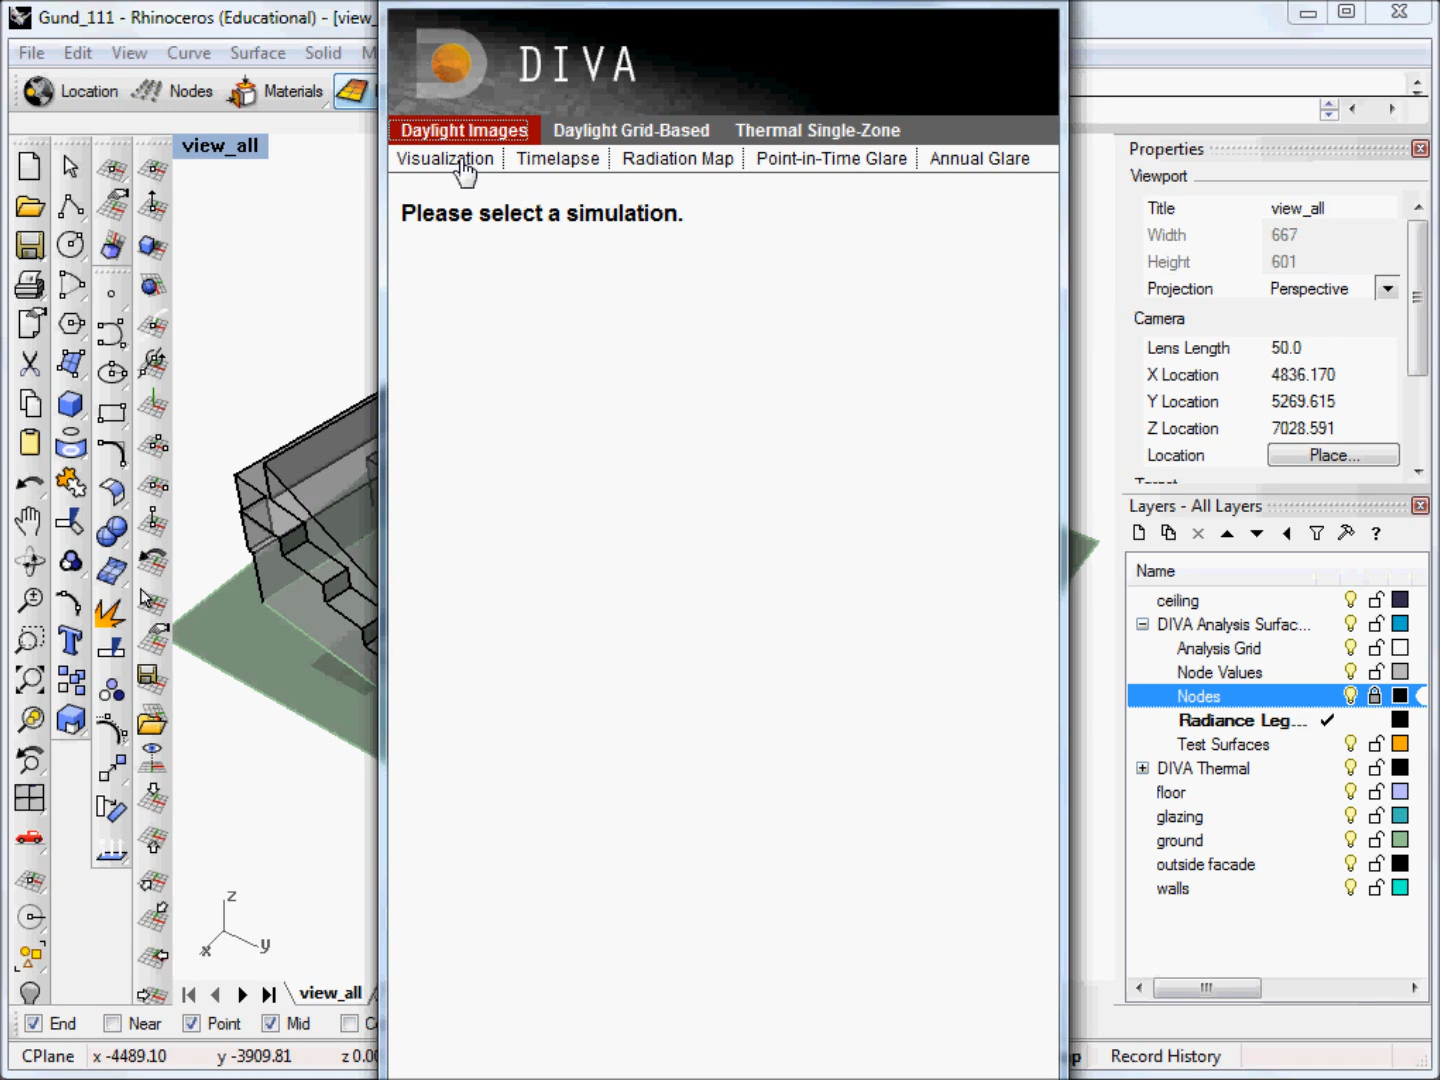 Gund_111 - Rhinoceros (Educational) - [view_
File Edit View Curve Surface Solid M
Location Nodes Materials
DIVA
Daylight Images Daylight Grid-Based Thermal Single-Zone
Visualization Timelapse Radiation Map Point-in-Time Glare Annual Glare
Please select a simulation.
view_all
z
x
y
view_all
Properties
Viewport
Title view_all
Width 667
Height 601
Projection Perspective
Camera
Lens Length 50.0
X Location 4836.170
Y Location 5269.615
Z Location 7028.591
Location Place...
Layers - All Layers
Name
ceiling
DIVA Analysis Surfac...
Analysis Grid
Node Values
Nodes
Radiance Leg...
Test Surfaces
DIVA Thermal
floor
glazing
ground
outside facade
walls
End Near Point Mid
CPlane x -4489.10 y -3909.81 z 0.00
Record History